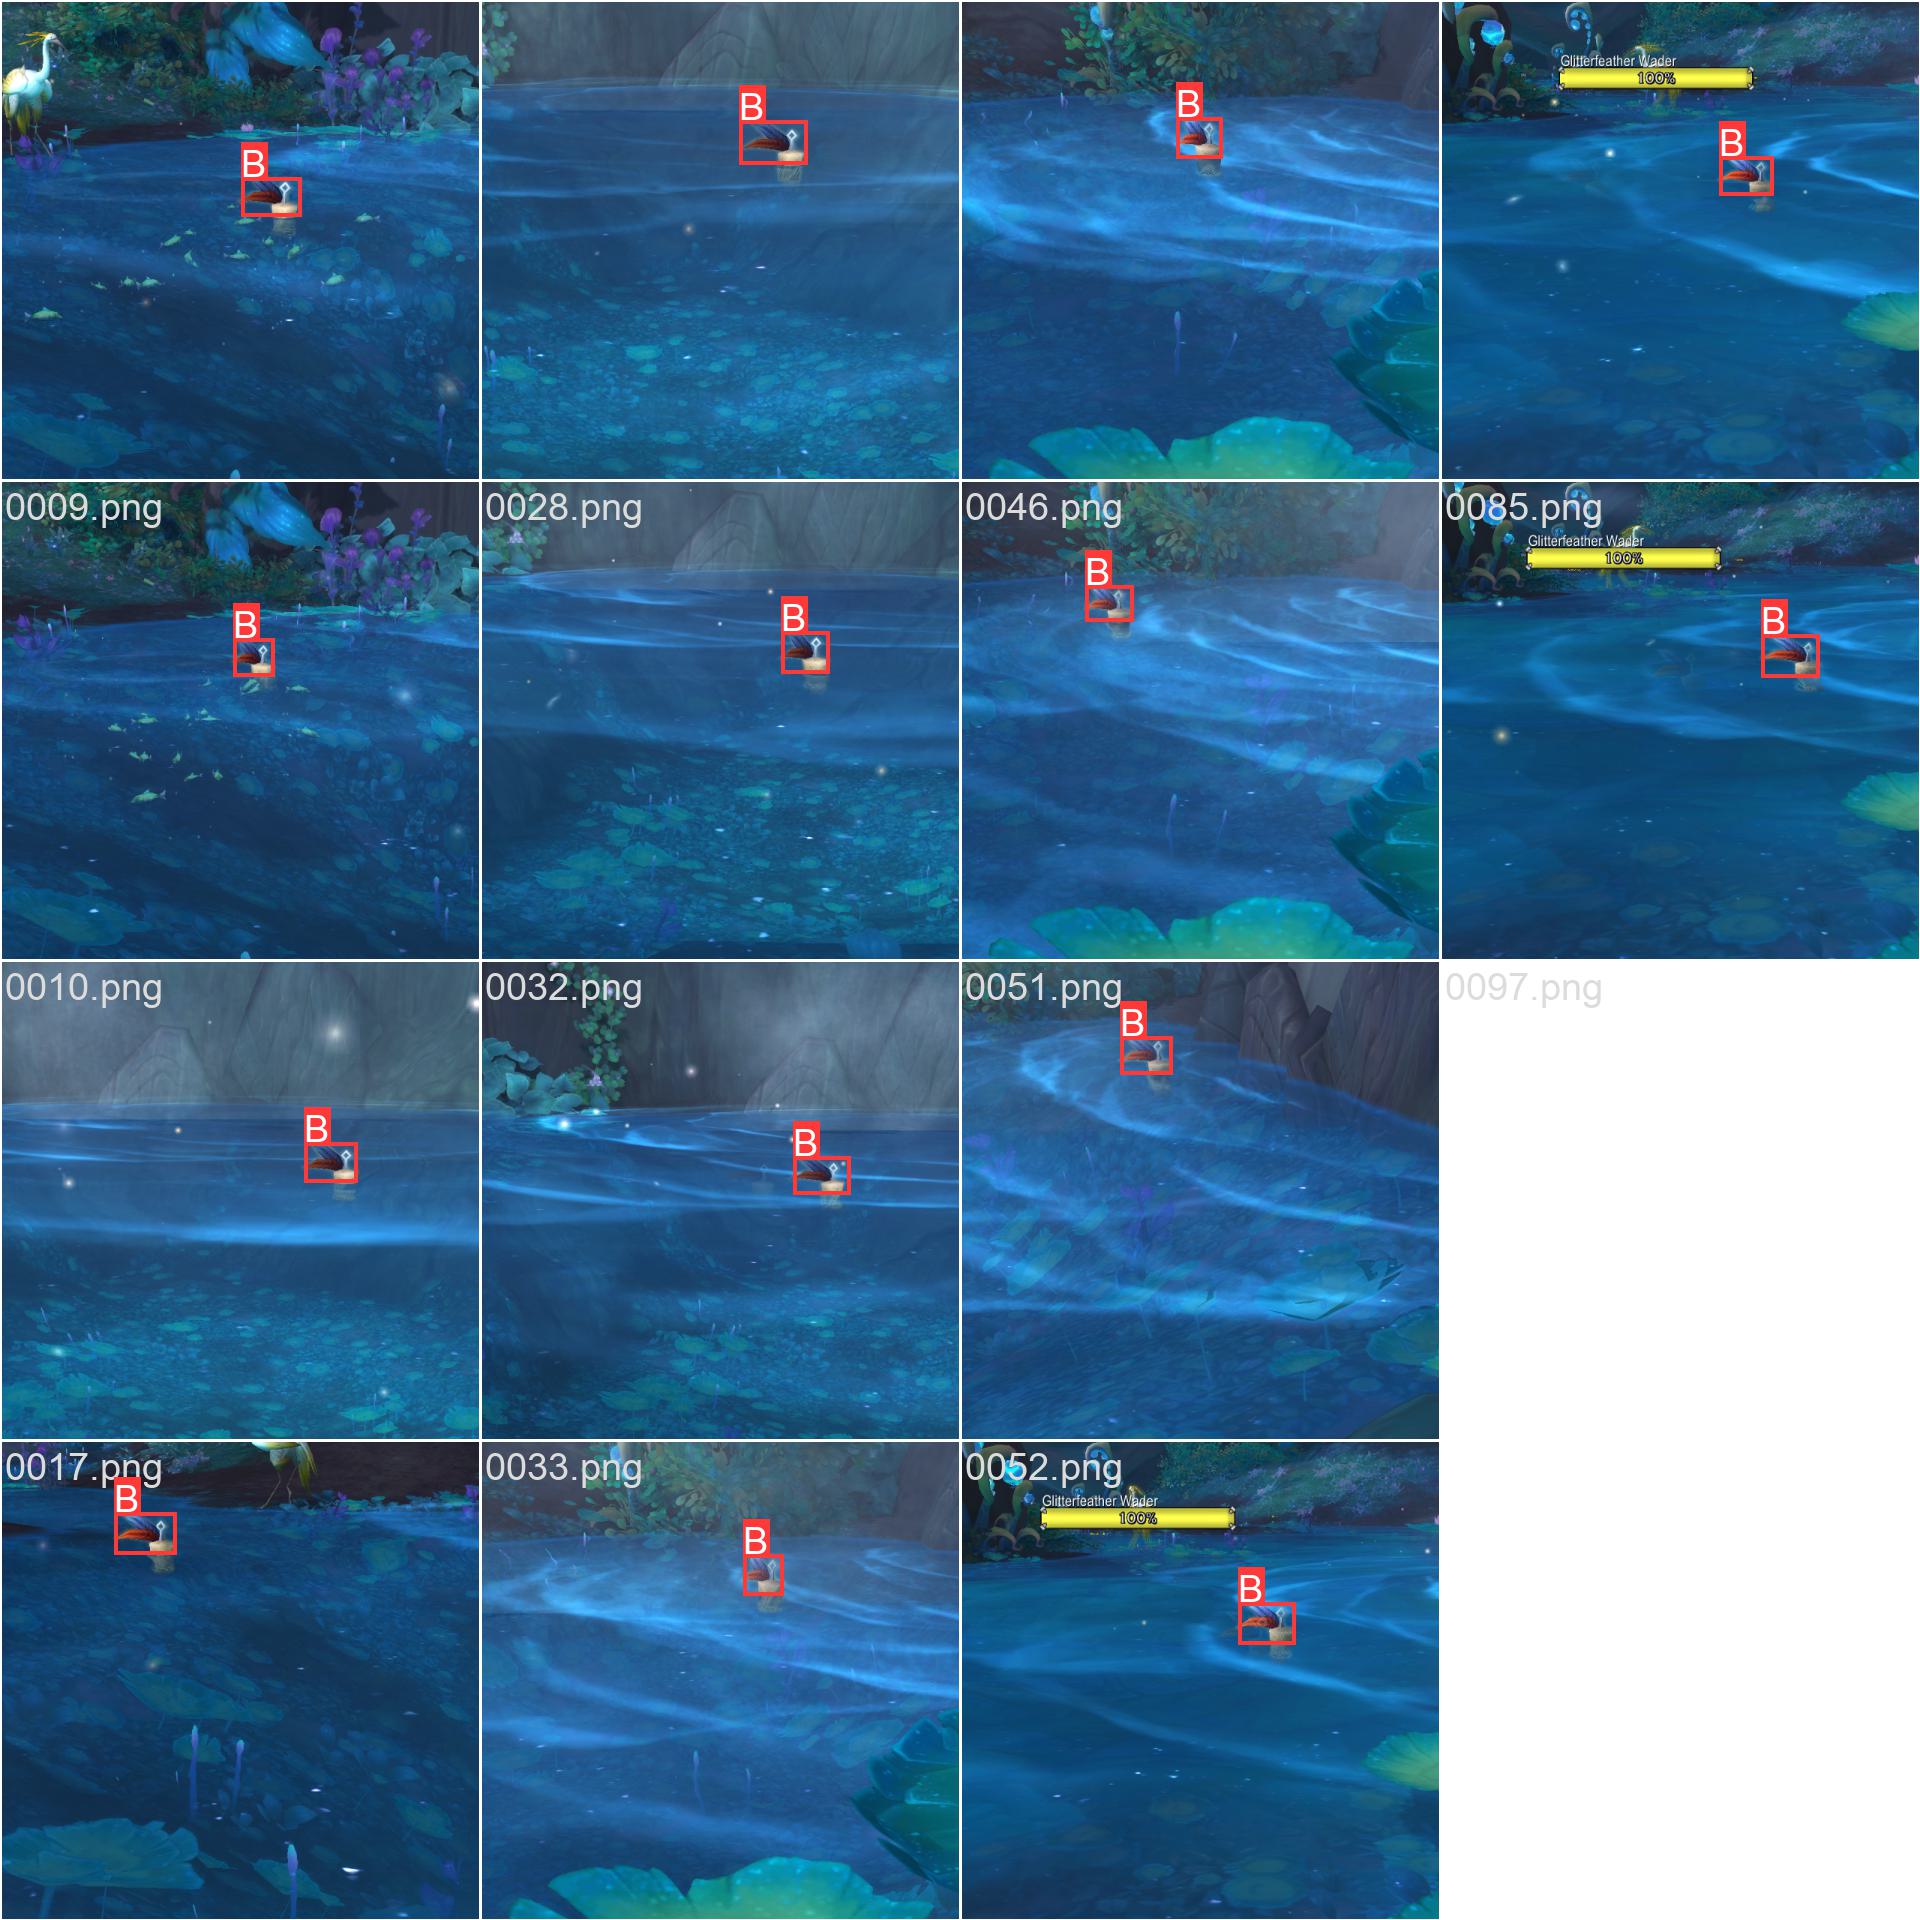 B
B
B
Glitterfeather Wader
100%
B
0009.png
0028.png
0046.png
0085.png
Glitterfeather Wader
100%
B
B
B
B
0010.png
0032.png
0051.png
0097.png
B
B
B
0017.png
0033.png
0052.png
B
Glitterfeather Wader
100%
B
B